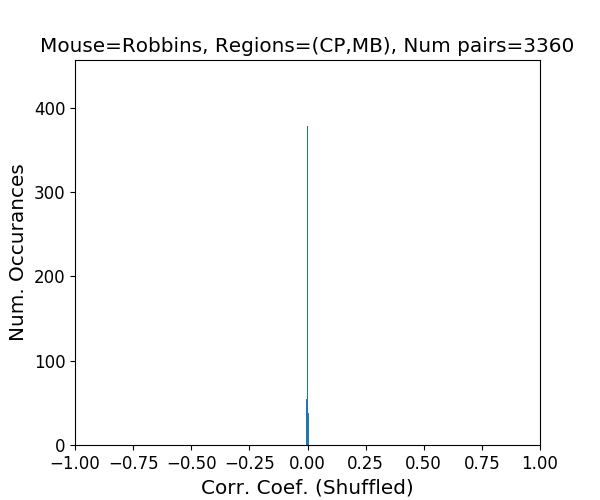 Mouse=Robbins, Regions=(CP,MB), Num pairs=3360
Num. Occurances
400
300
200
100
0
−1.00 −0.75 −0.50 −0.25 0.00 0.25 0.50 0.75 1.00
Corr. Coef. (Shuffled)